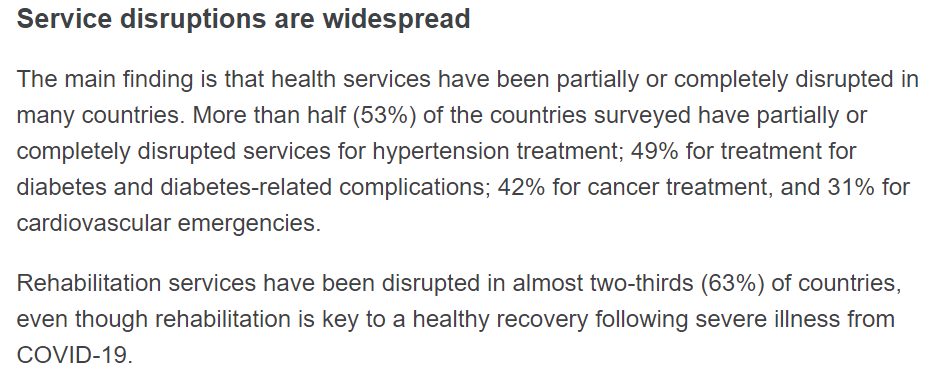 Service disruptions are widespread
The main finding is that health services have been partially or completely disrupted in
many countries. More than half (53%) of the countries surveyed have partially or
completely disrupted services for hypertension treatment; 49% for treatment for
diabetes and diabetes-related complications; 42% for cancer treatment, and 31% for
cardiovascular emergencies.
Rehabilitation services have been disrupted in almost two-thirds (63%) of countries,
even though rehabilitation is key to a healthy recovery following severe illness from
COVID-19.